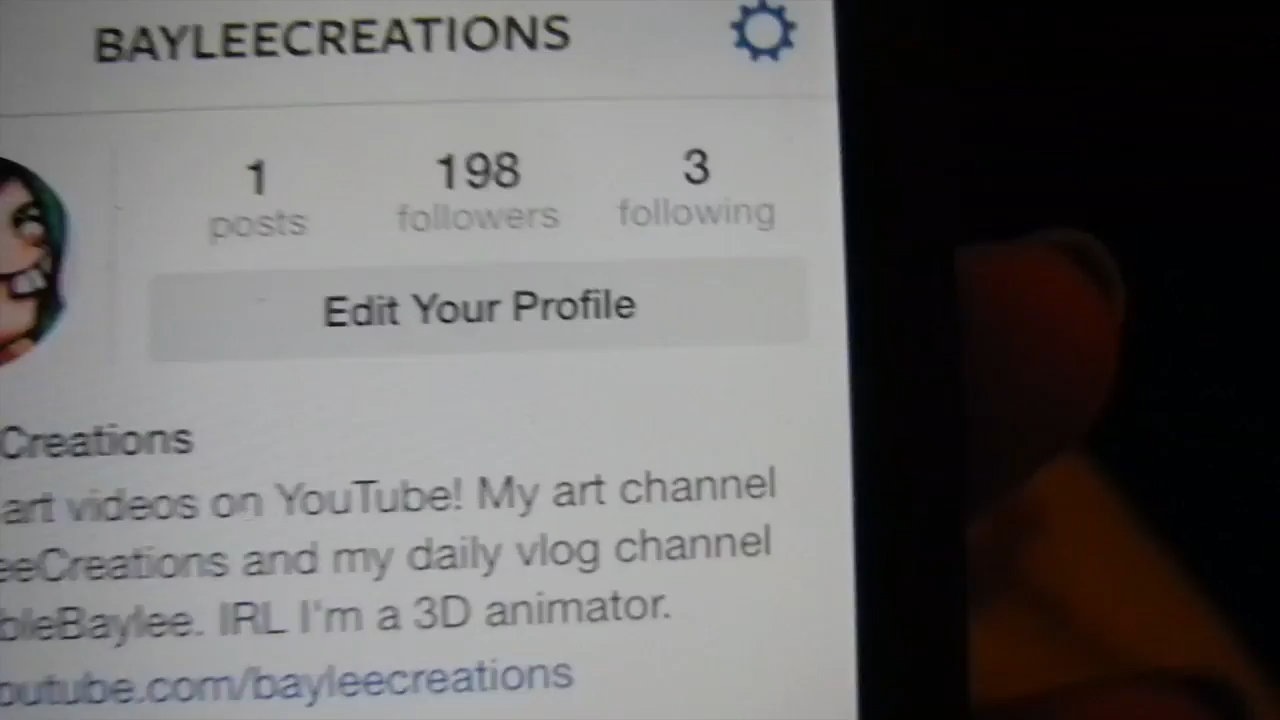 BAYLEECREATIONS
1 198 3
posts followers following
Edit Your Profile
Creations
art videos on YouTube! My art channel
eeCreations and my daily vlog channel
bleBaylee. IRL I'm a 3D animator.
outube.com/bayleecreations